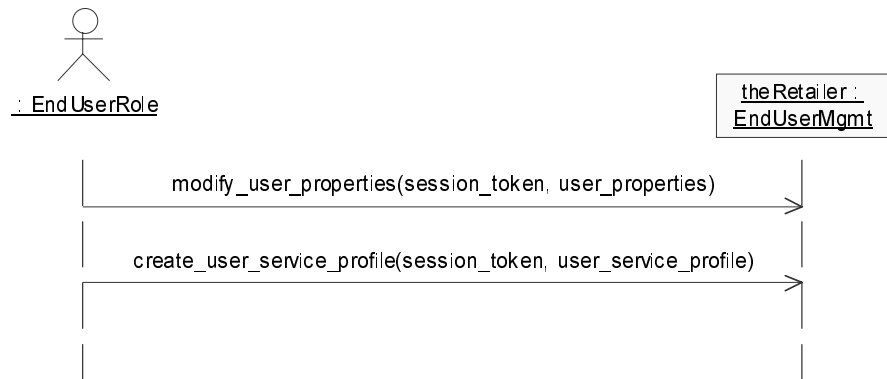 : EndUserRole
theRetailer :
EndUserMgmt
modify_user_properties(session_token, user_properties)
create_user_service_profile(session_token, user_service_profile)